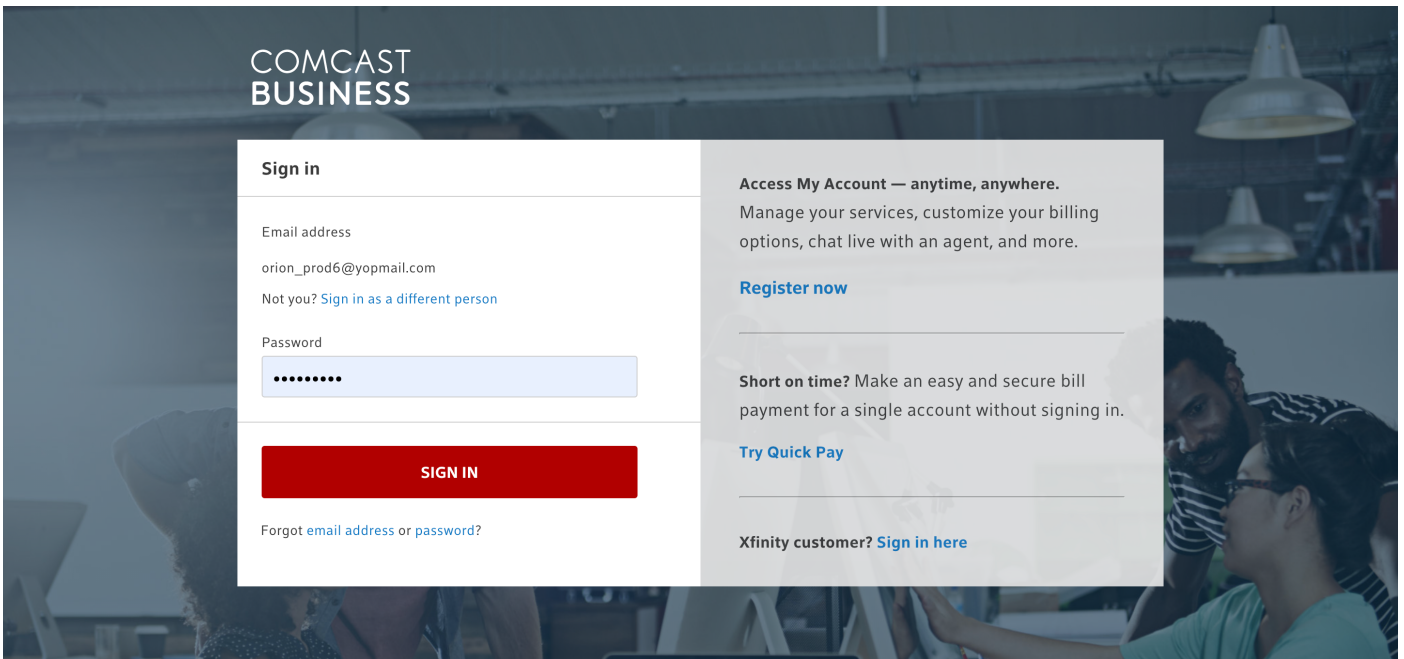 COMCAST
BUSINESS
Sign in
Email address
orion_prod6@yopmail.com
Not you? Sign in as a different person
Password
•••••••••
SIGN IN
Forgot email address or password?
Access My Account — anytime, anywhere.
Manage your services, customize your billing
options, chat live with an agent, and more.
Register now
Short on time? Make an easy and secure bill
payment for a single account without signing in.
Try Quick Pay
Xfinity customer? Sign in here